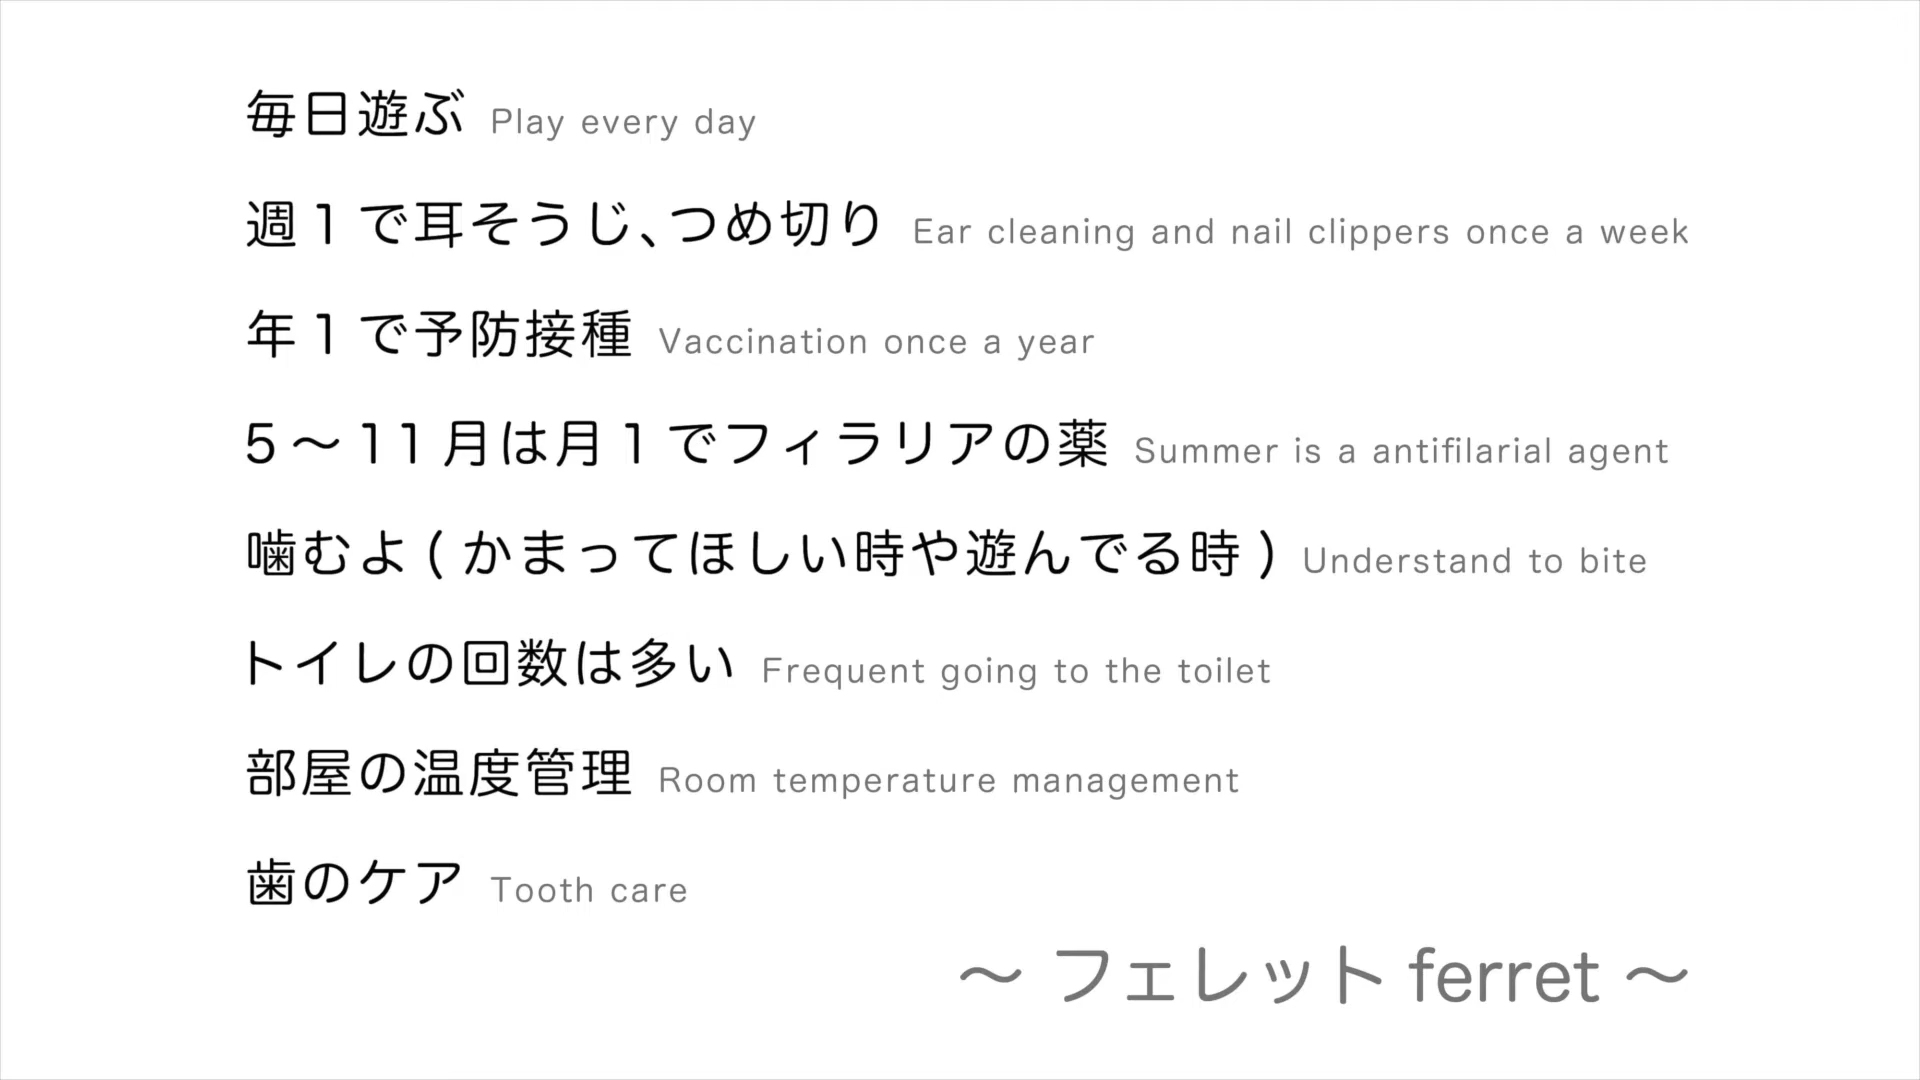 毎日遊ぶ Play every day
週1で耳そうじ、つめ切り Ear cleaning and nail clippers once a week
年1で予防接種 Vaccination once a year
5〜11月は月1でフィラリアの薬 Summer is a antifilarial agent
噛むよ(かまってほしい時や遊んでる時) Understand to bite
トイレの回数は多い Frequent going to the toilet
部屋の温度管理 Room temperature management
歯のケア Tooth care
〜 フェレット ferret 〜